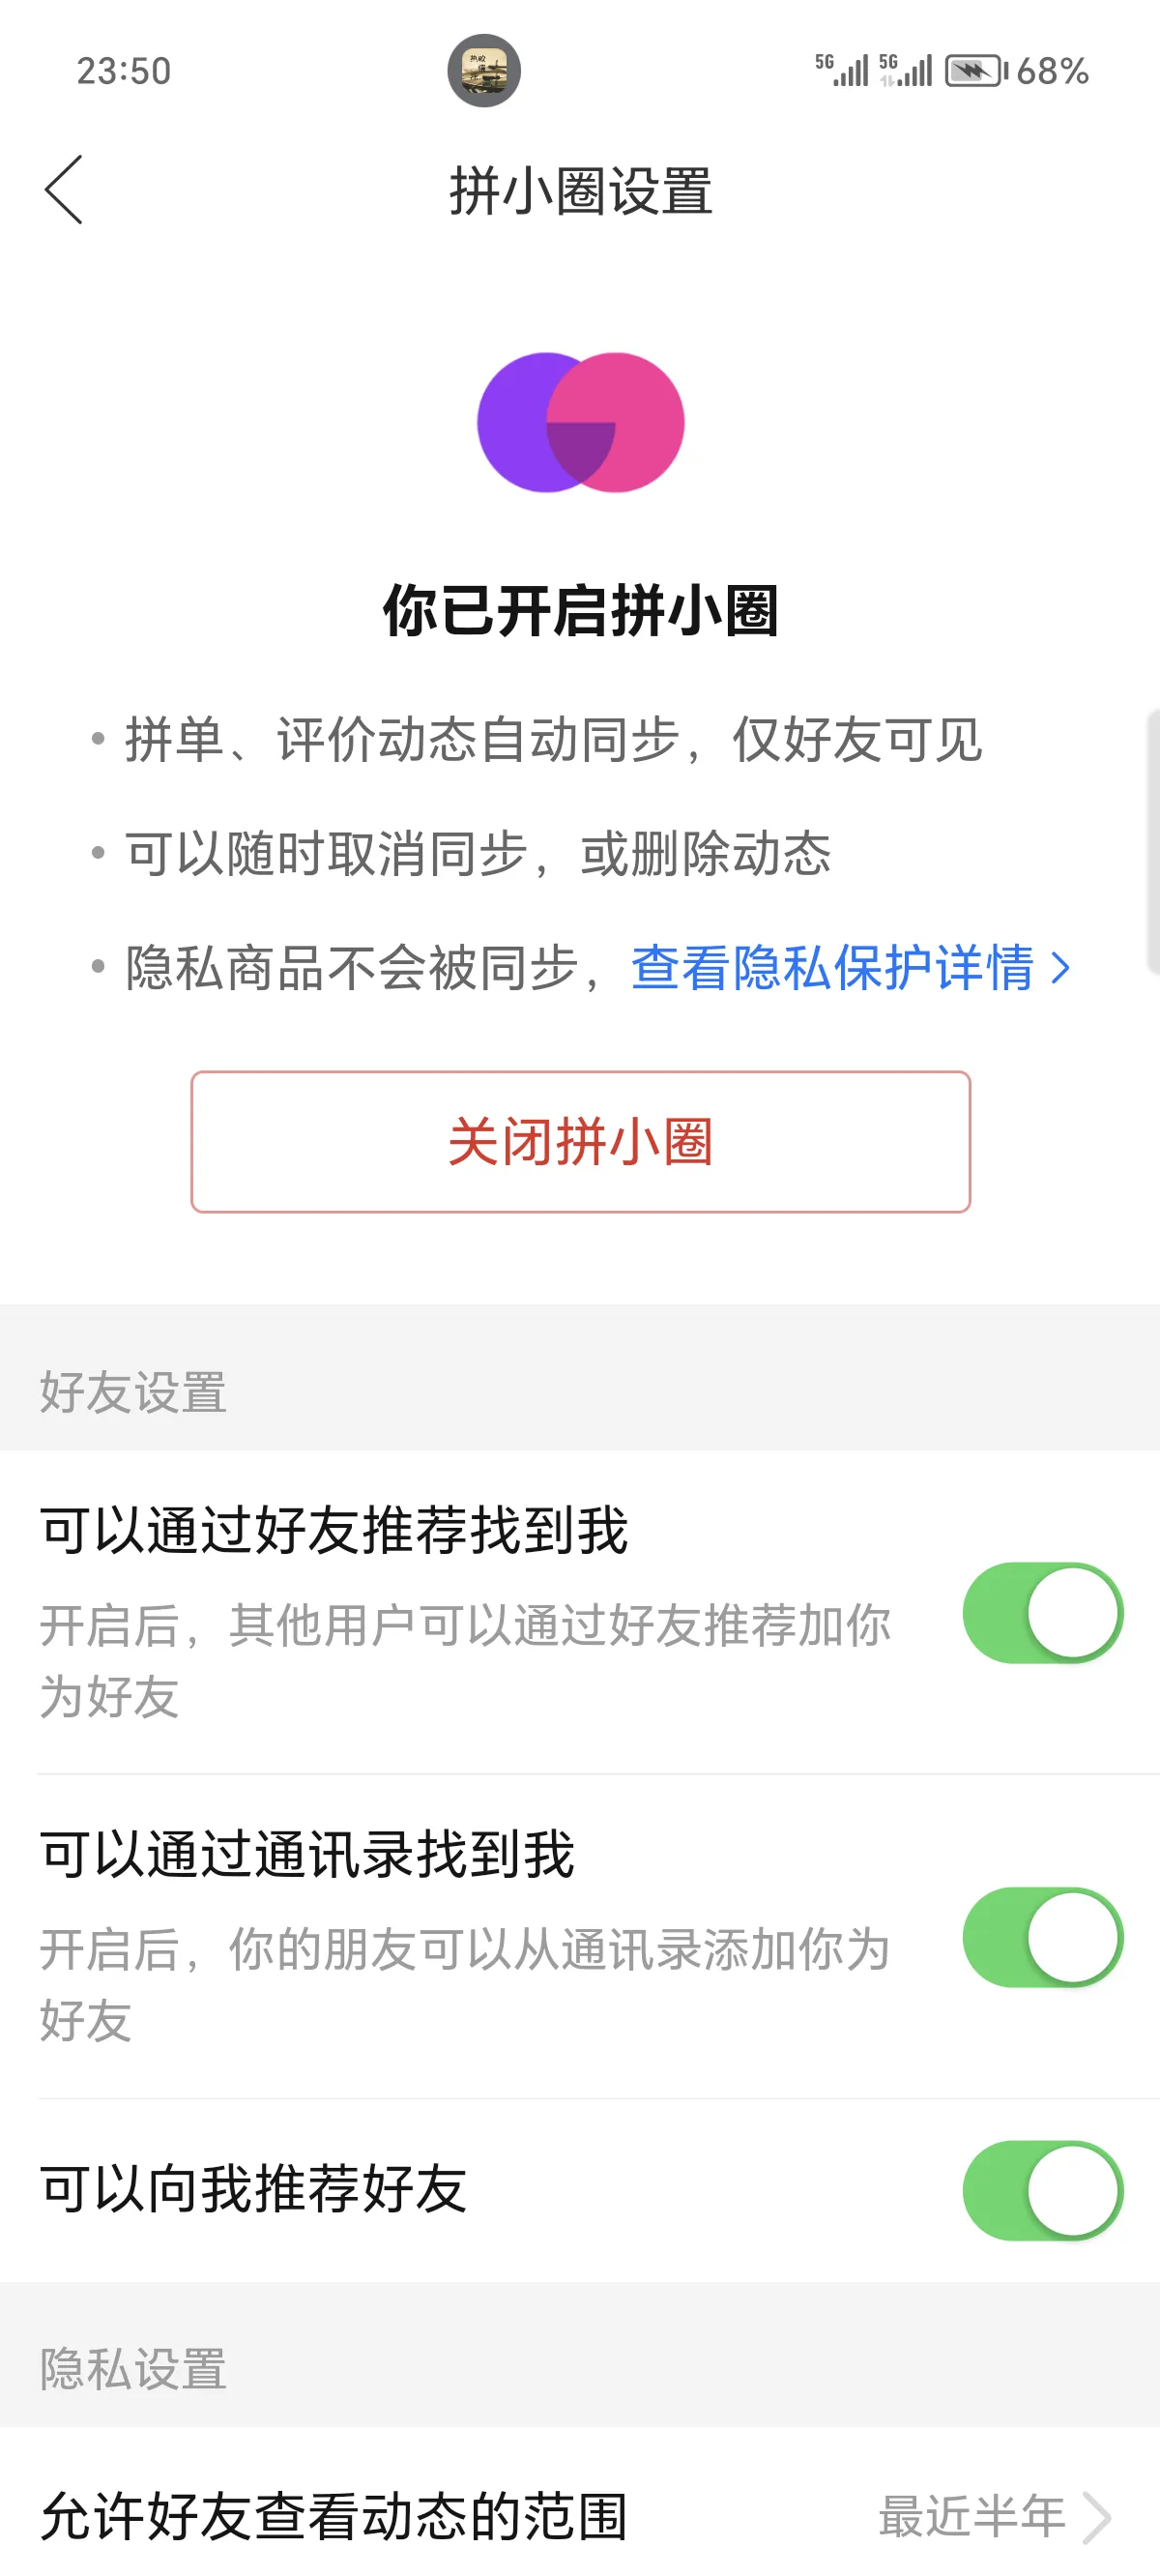 23:50
5G 5G 68%
拼小圈设置
你已开启拼小圈
• 拼单、评价动态自动同步，仅好友可见
• 可以随时取消同步，或删除动态
• 隐私商品不会被同步，查看隐私保护详情 >
关闭拼小圈
好友设置
可以通过好友推荐找到我
开启后，其他用户可以通过好友推荐加你
为好友
可以通过通讯录找到我
开启后，你的朋友可以从通讯录添加你为
好友
可以向我推荐好友
隐私设置
允许好友查看动态的范围 最近半年